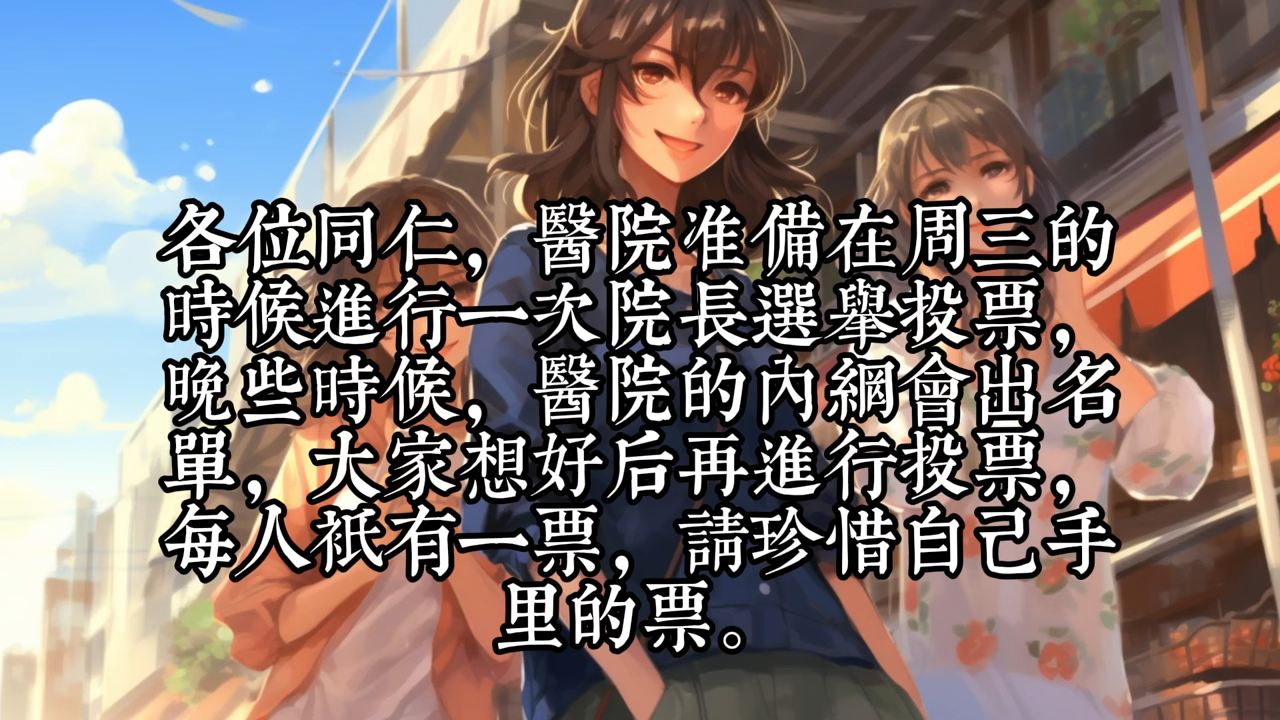 各位同仁，醫院准備在周三的
時候進行一次院長選舉投票，
晚些時候，醫院的內網會出名
單，大家想好后再進行投票，
每人祇有一票，請珍惜自己手
里的票。